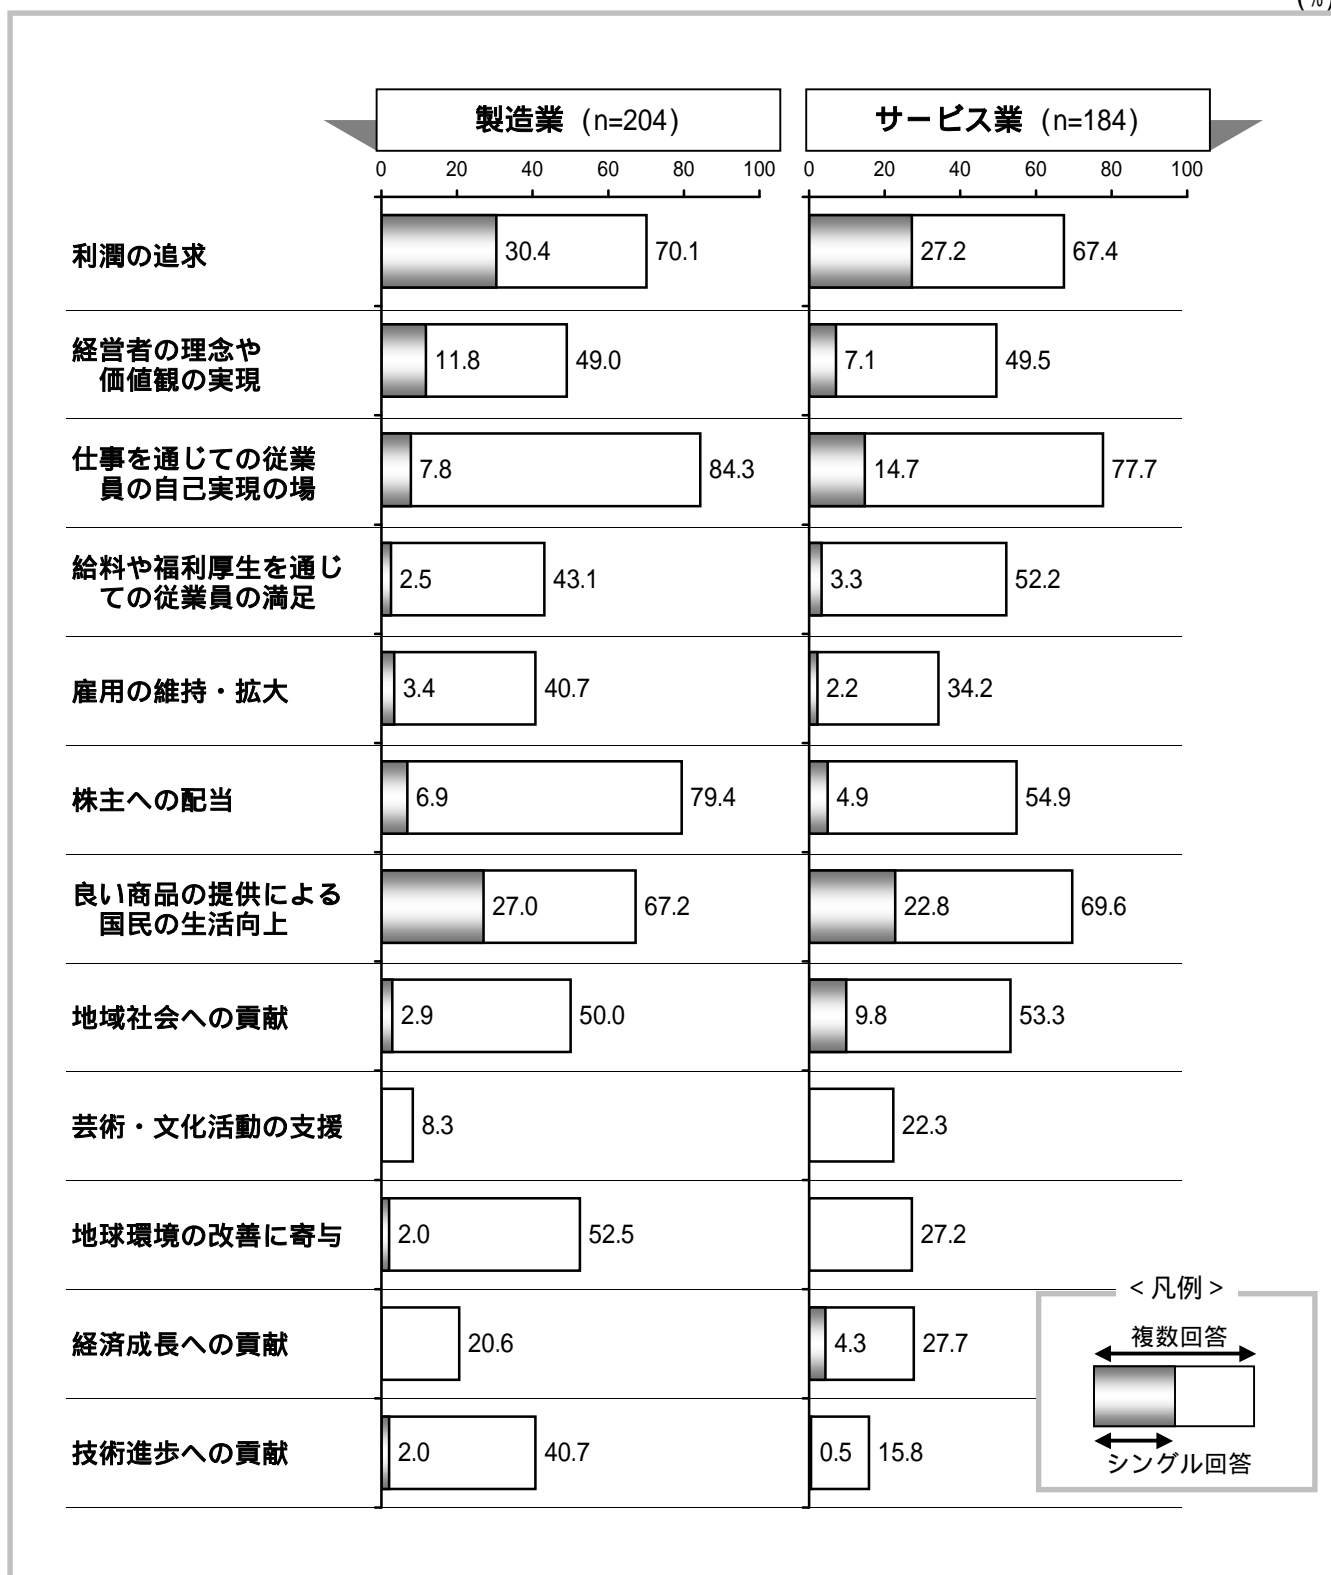 (%)
製造業 (n=204)
サービス業 (n=184)
0 20 40 60 80 100
0 20 40 60 80 100
利潤の追求
30.4 70.1
27.2 67.4
経営者の理念や
価値観の実現
11.8 49.0
7.1 49.5
仕事を通じての従業
員の自己実現の場
7.8 84.3
14.7 77.7
給料や福利厚生を通じ
ての従業員の満足
2.5 43.1
3.3 52.2
雇用の維持・拡大
3.4 40.7
2.2 34.2
株主への配当
6.9 79.4
4.9 54.9
良い商品の提供による
国民の生活向上
27.0 67.2
22.8 69.6
地域社会への貢献
2.9 50.0
9.8 53.3
芸術・文化活動の支援
8.3
22.3
地球環境の改善に寄与
2.0 52.5
27.2
経済成長への貢献
20.6
4.3 27.7
技術進歩への貢献
2.0 40.7
0.5 15.8
<凡例>
複数回答
シングル回答